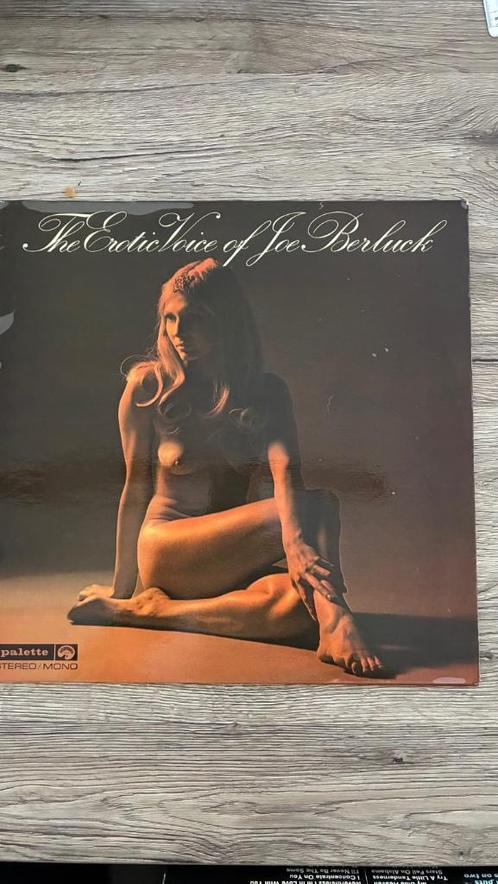 The Erotic Voice of Joe Berluck
palette
STEREO/MONO
Stars Fell On Alabama
Try A Little Tenderness
I Concentrate On You
I'll Never Be The Same